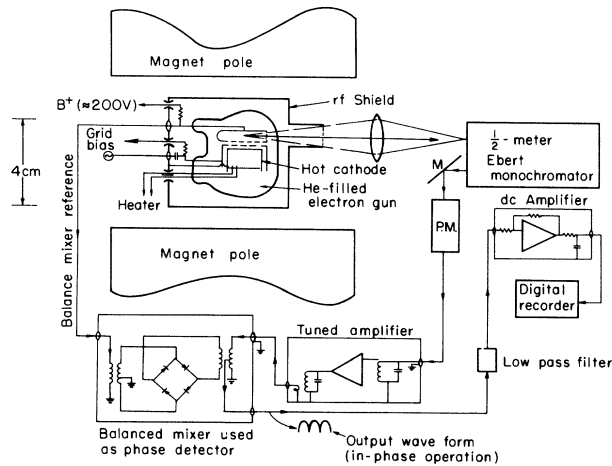 Magnet pole
B+ (≈200V)
rf Shield
Grid
bias
4cm
Hot cathode
He-filled
electron gun
Heater
1/2 - meter
Ebert
monochromator
M
P.M.
dc Amplifier
Digital
recorder
Balance mixer reference
Magnet pole
Tuned amplifier
Low pass filter
Balanced mixer used
as phase detector
Output wave form
(in-phase operation)